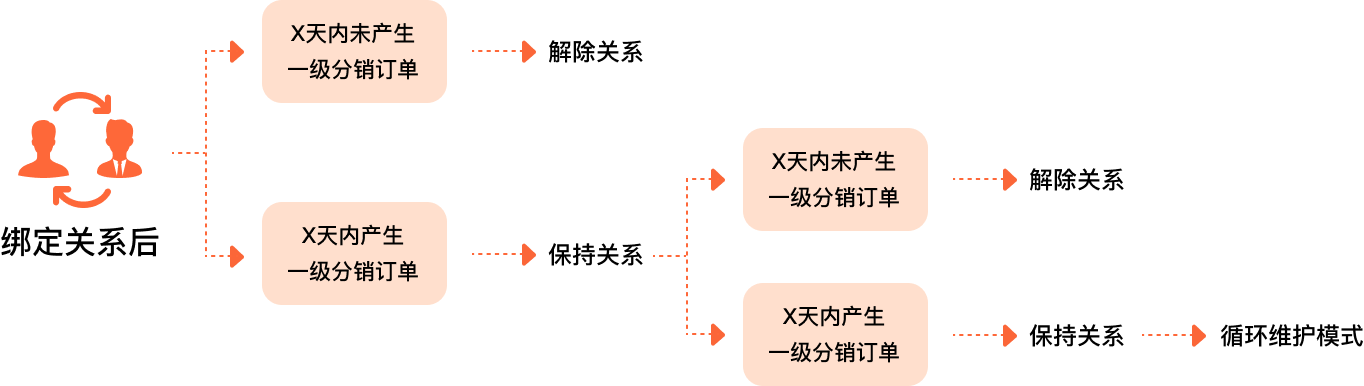 绑定关系后
X天内未产生
一级分销订单
解除关系
X天内产生
一级分销订单
保持关系
X天内未产生
一级分销订单
解除关系
X天内产生
一级分销订单
保持关系
循环维护模式